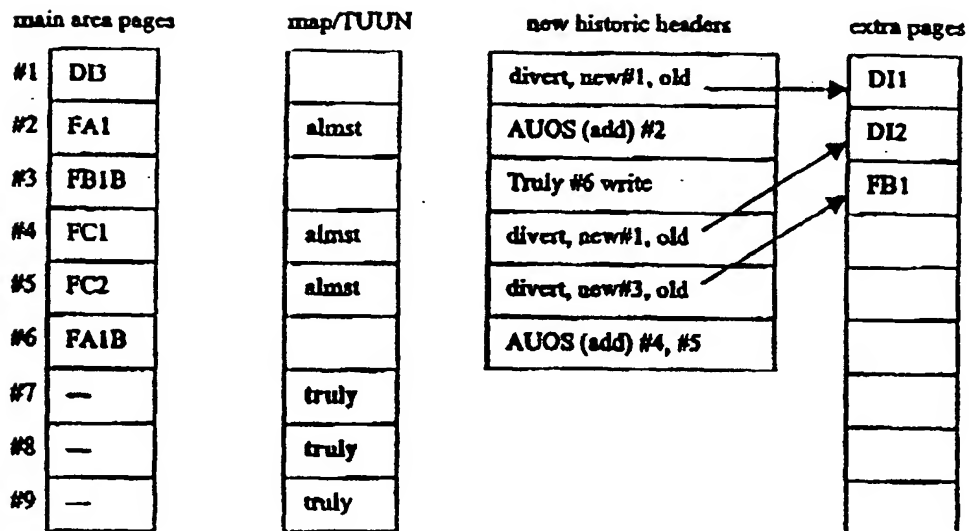 main area pages map/TUUN new historic headers extra pages
#1 DI3 divert, new#1, old DI1
#2 FA1 almst AUOS (add) #2 DI2
#3 FB1B Truly #6 write FB1
#4 FC1 almst divert, new#1, old
#5 FC2 almst divert, new#3, old
#6 FA1B AUOS (add) #4, #5
#7 — truly
#8 — truly
#9 — truly